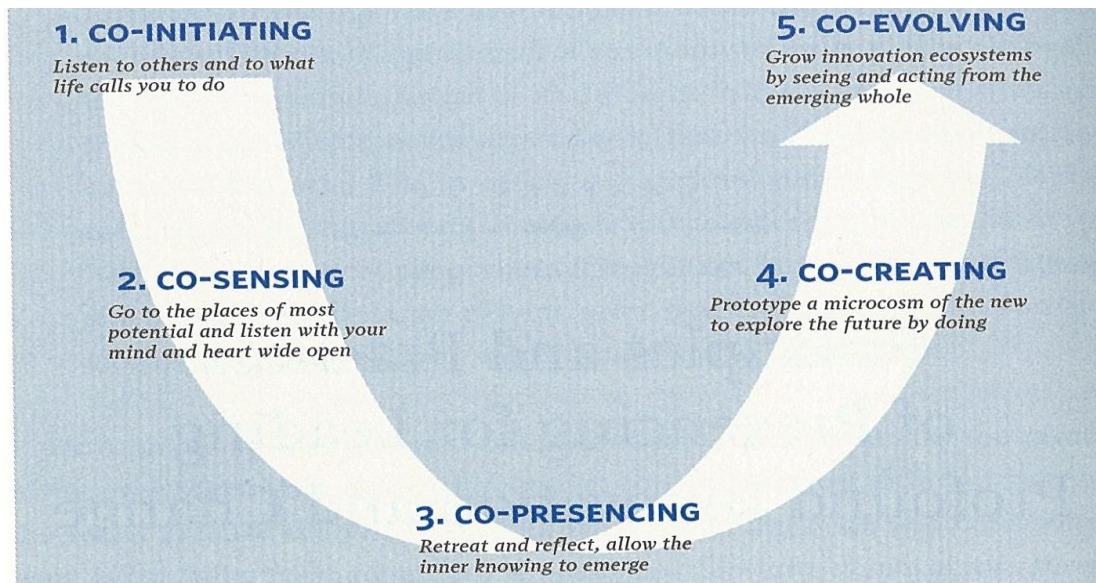 1. CO-INITIATING
Listen to others and to what
life calls you to do
2. CO-SENSING
Go to the places of most
potential and listen with your
mind and heart wide open
3. CO-PRESENCING
Retreat and reflect, allow the
inner knowing to emerge
4. CO-CREATING
Prototype a microcosm of the new
to explore the future by doing
5. CO-EVOLVING
Grow innovation ecosystems
by seeing and acting from the
emerging whole